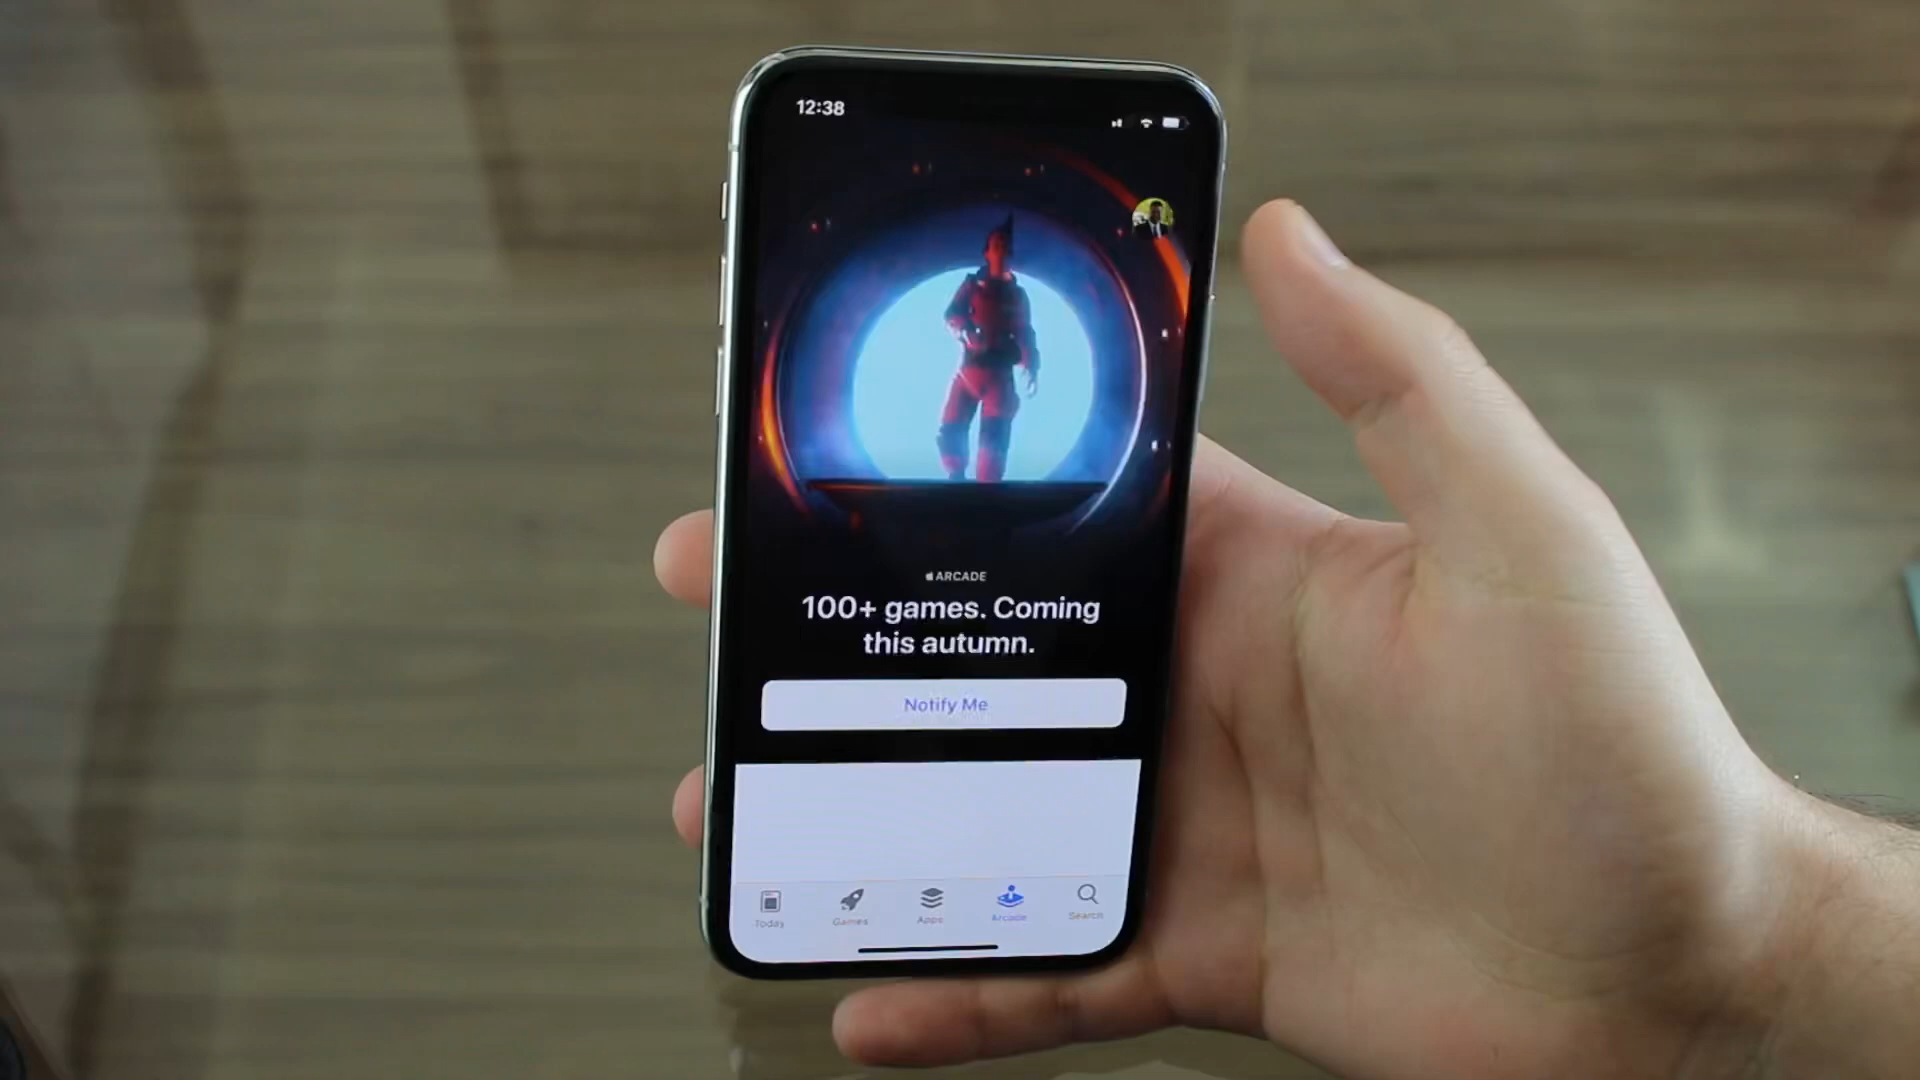 12:38
ARCADE
100+ games. Coming
this autumn.
Notify Me
Today
Games
Apps
Arcade
Search